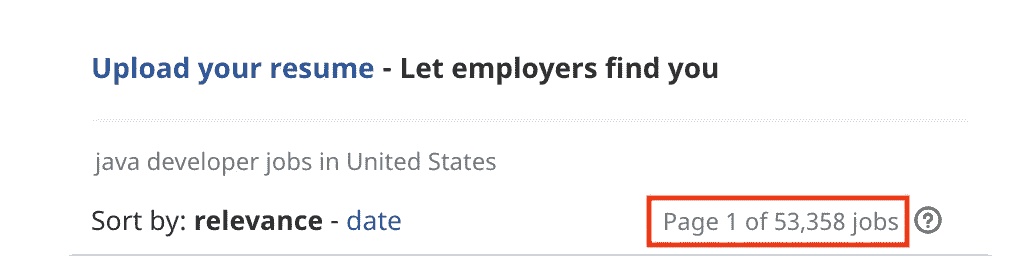 Upload your resume - Let employers find you
java developer jobs in United States
Sort by: relevance - date
Page 1 of 53,358 jobs ?